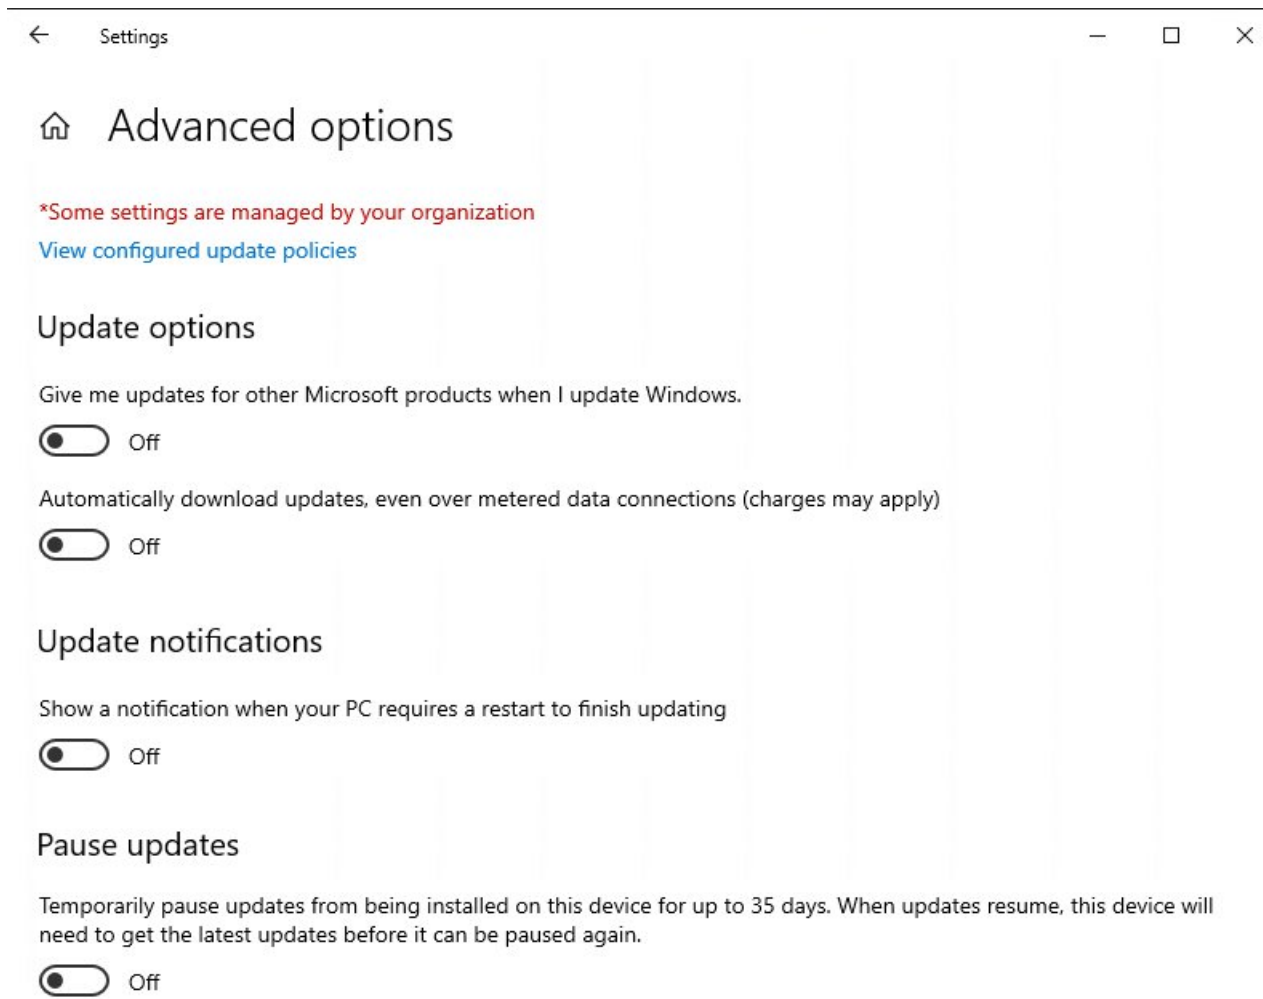 Settings
Advanced options
*Some settings are managed by your organization
View configured update policies
Update options
Give me updates for other Microsoft products when I update Windows.
Off
Automatically download updates, even over metered data connections (charges may apply)
Off
Update notifications
Show a notification when your PC requires a restart to finish updating
Off
Pause updates
Temporarily pause updates from being installed on this device for up to 35 days. When updates resume, this device will
need to get the latest updates before it can be paused again.
Off